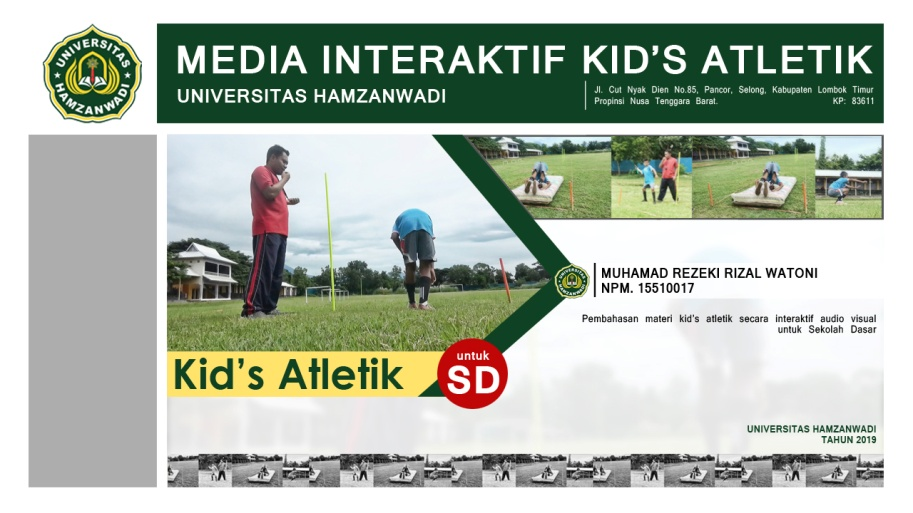 UNIVERSITAS
HAMZANWADI
MEDIA INTERAKTIF KID'S ATLETIK
UNIVERSITAS HAMZANWADI
Jl. Cut Nyak Dien No.85, Pancor, Selong, Kabupaten Lombok Timur
Propinsi Nusa Tenggara Barat. KP: 83611
MUHAMAD REZEKI RIZAL WATONI
NPM. 15510017
Pembahasan materi kid's atletik secara interaktif audio visual
untuk Sekolah Dasar
Kid's Atletik
untuk
SD
UNIVERSITAS HAMZANWADI
TAHUN 2019